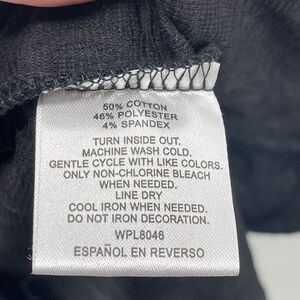 50% COTTON
46% POLYESTER
4% SPANDEX
TURN INSIDE OUT.
MACHINE WASH COLD.
GENTLE CYCLE WITH LIKE COLORS.
ONLY NON-CHLORINE BLEACH
WHEN NEEDED.
LINE DRY
COOL IRON WHEN NEEDED.
DO NOT IRON DECORATION.
WPL8046
ESPAÑOL EN REVERSO